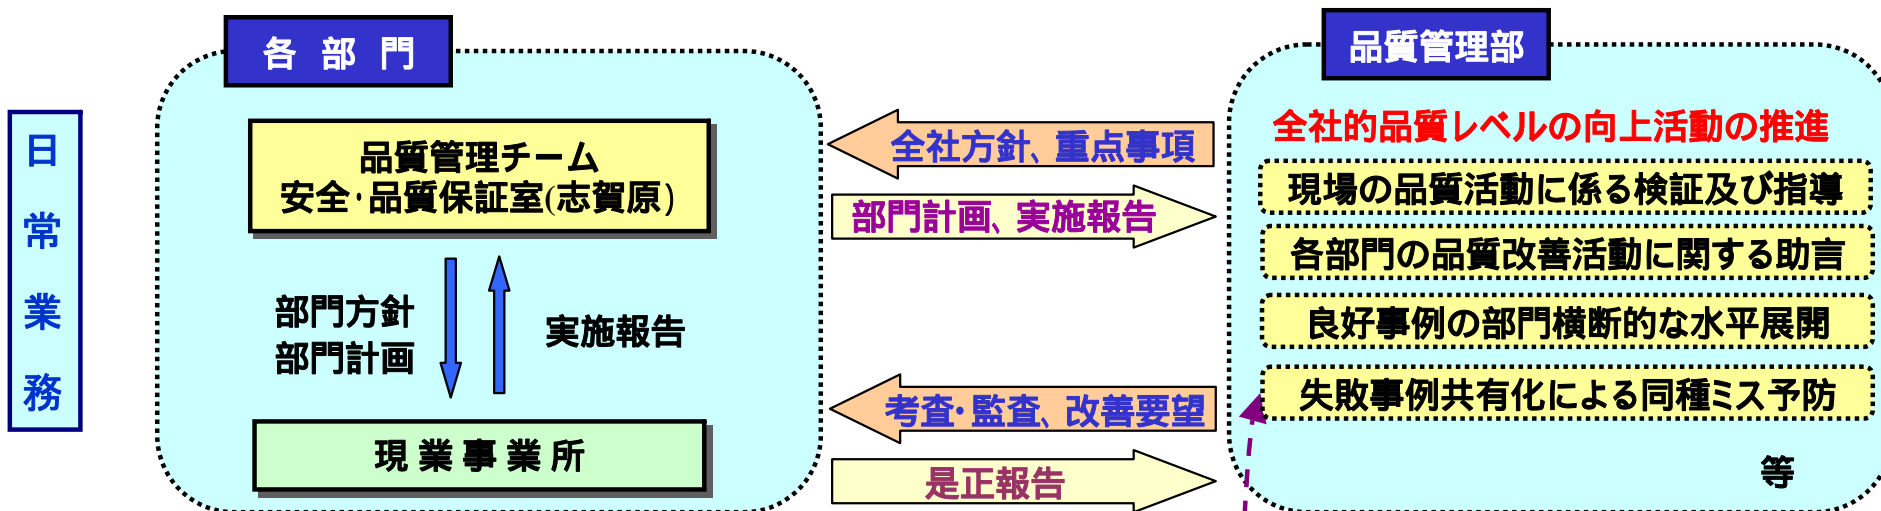 日常業務
各 部 門
品質管理チーム
安全・品質保証室(志賀原)
部門方針
部門計画
実施報告
現 業 事 業 所
全社方針、重点事項
部門計画、実施報告
考査・監査、改善要望
是正報告
品質管理部
全社的品質レベルの向上活動の推進
現場の品質活動に係る検証及び指導
各部門の品質改善活動に関する助言
良好事例の部門横断的な水平展開
失敗事例共有化による同種ミス予防
等